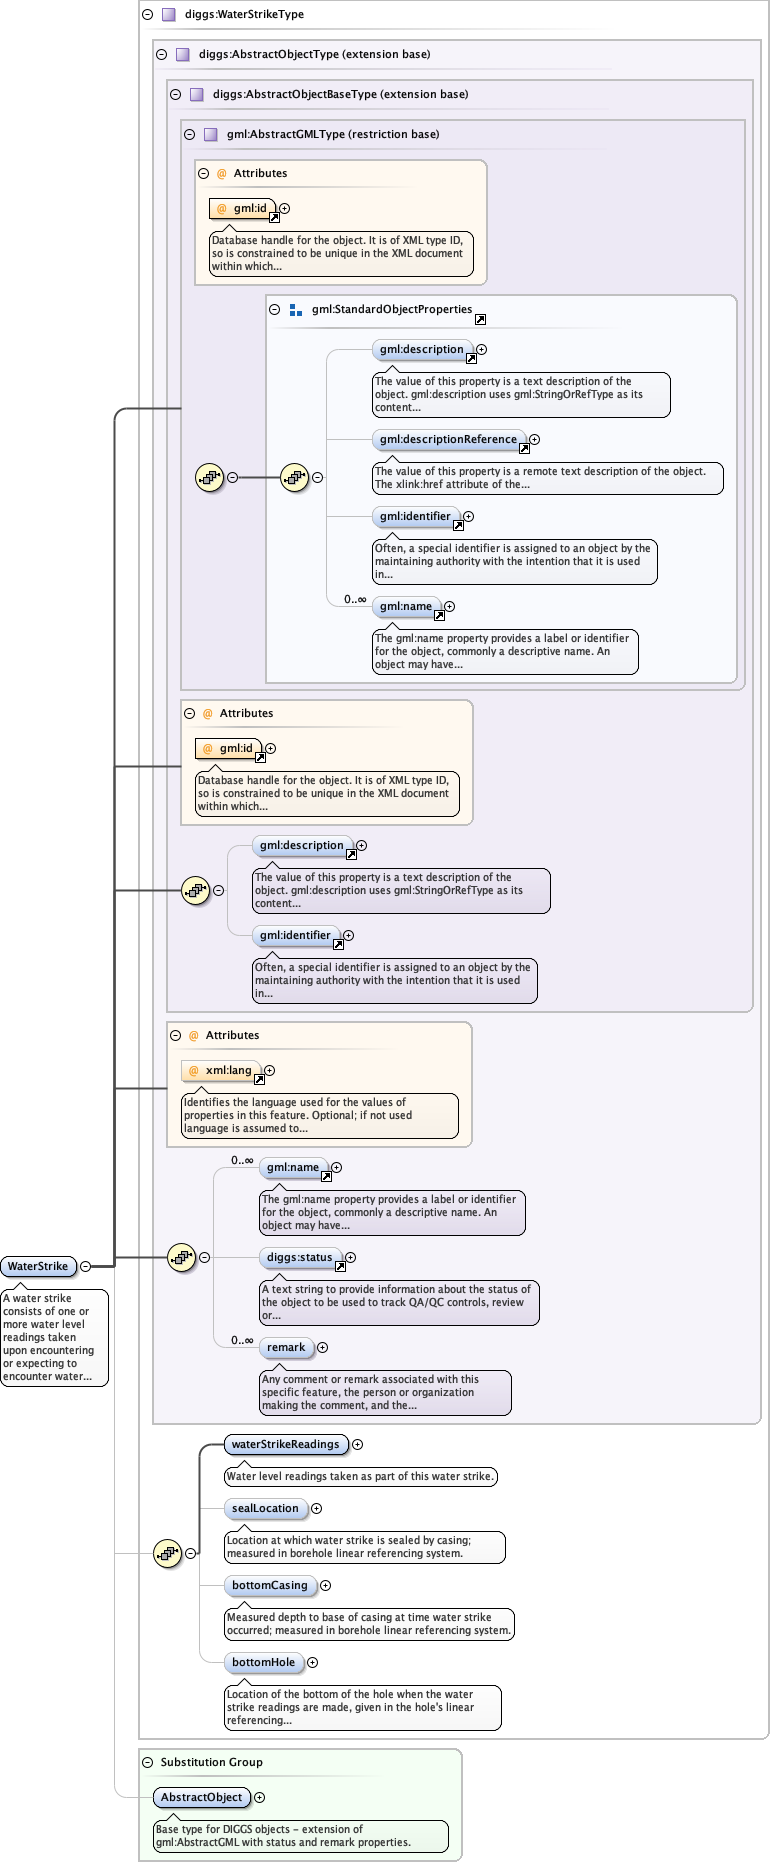 diggs:WaterStrikeType
diggs:AbstractObjectType (extension base)
diggs:AbstractObjectBaseType (extension base)
gml:AbstractGMLType (restriction base)
@ Attributes
@ gml:id
Database handle for the object. It is of XML type ID,
so is constrained to be unique in the XML document
within which...
gml:StandardObjectProperties
gml:description
The value of this property is a text description of the
object. gml:description uses gml:StringOrRefType as its
content...
gml:descriptionReference
The value of this property is a remote text description of the object.
The xlink:href attribute of the...
gml:identifier
Often, a special identifier is assigned to an object by the
maintaining authority with the intention that it is used
in...
0..∞
gml:name
The gml:name property provides a label or identifier
for the object, commonly a descriptive name. An
object may have...
@ Attributes
@ gml:id
Database handle for the object. It is of XML type ID,
so is constrained to be unique in the XML document
within which...
gml:description
The value of this property is a text description of the
object. gml:description uses gml:StringOrRefType as its
content...
gml:identifier
Often, a special identifier is assigned to an object by the
maintaining authority with the intention that it is used
in...
@ Attributes
@ xml:lang
Identifies the language used for the values of
properties in this feature. Optional; if not used
language is assumed to...
0..∞
gml:name
The gml:name property provides a label or identifier
for the object, commonly a descriptive name. An
object may have...
diggs:status
A text string to provide information about the status of
the object to be used to track QA/QC controls, review
or...
0..∞
remark
Any comment or remark associated with this
specific feature, the person or organization
making the comment, and the...
WaterStrike
A water strike
consists of one or
more water level
readings taken
upon encountering
or expecting to
encounter water...
waterStrikeReadings
Water level readings taken as part of this water strike.
sealLocation
Location at which water strike is sealed by casing;
measured in borehole linear referencing system.
bottomCasing
Measured depth to base of casing at time water strike
occurred; measured in borehole linear referencing system.
bottomHole
Location of the bottom of the hole when the water
strike readings are made, given in the hole's linear
referencing...
Substitution Group
AbstractObject
Base type for DIGGS objects - extension of
gml:AbstractGML with status and remark properties.